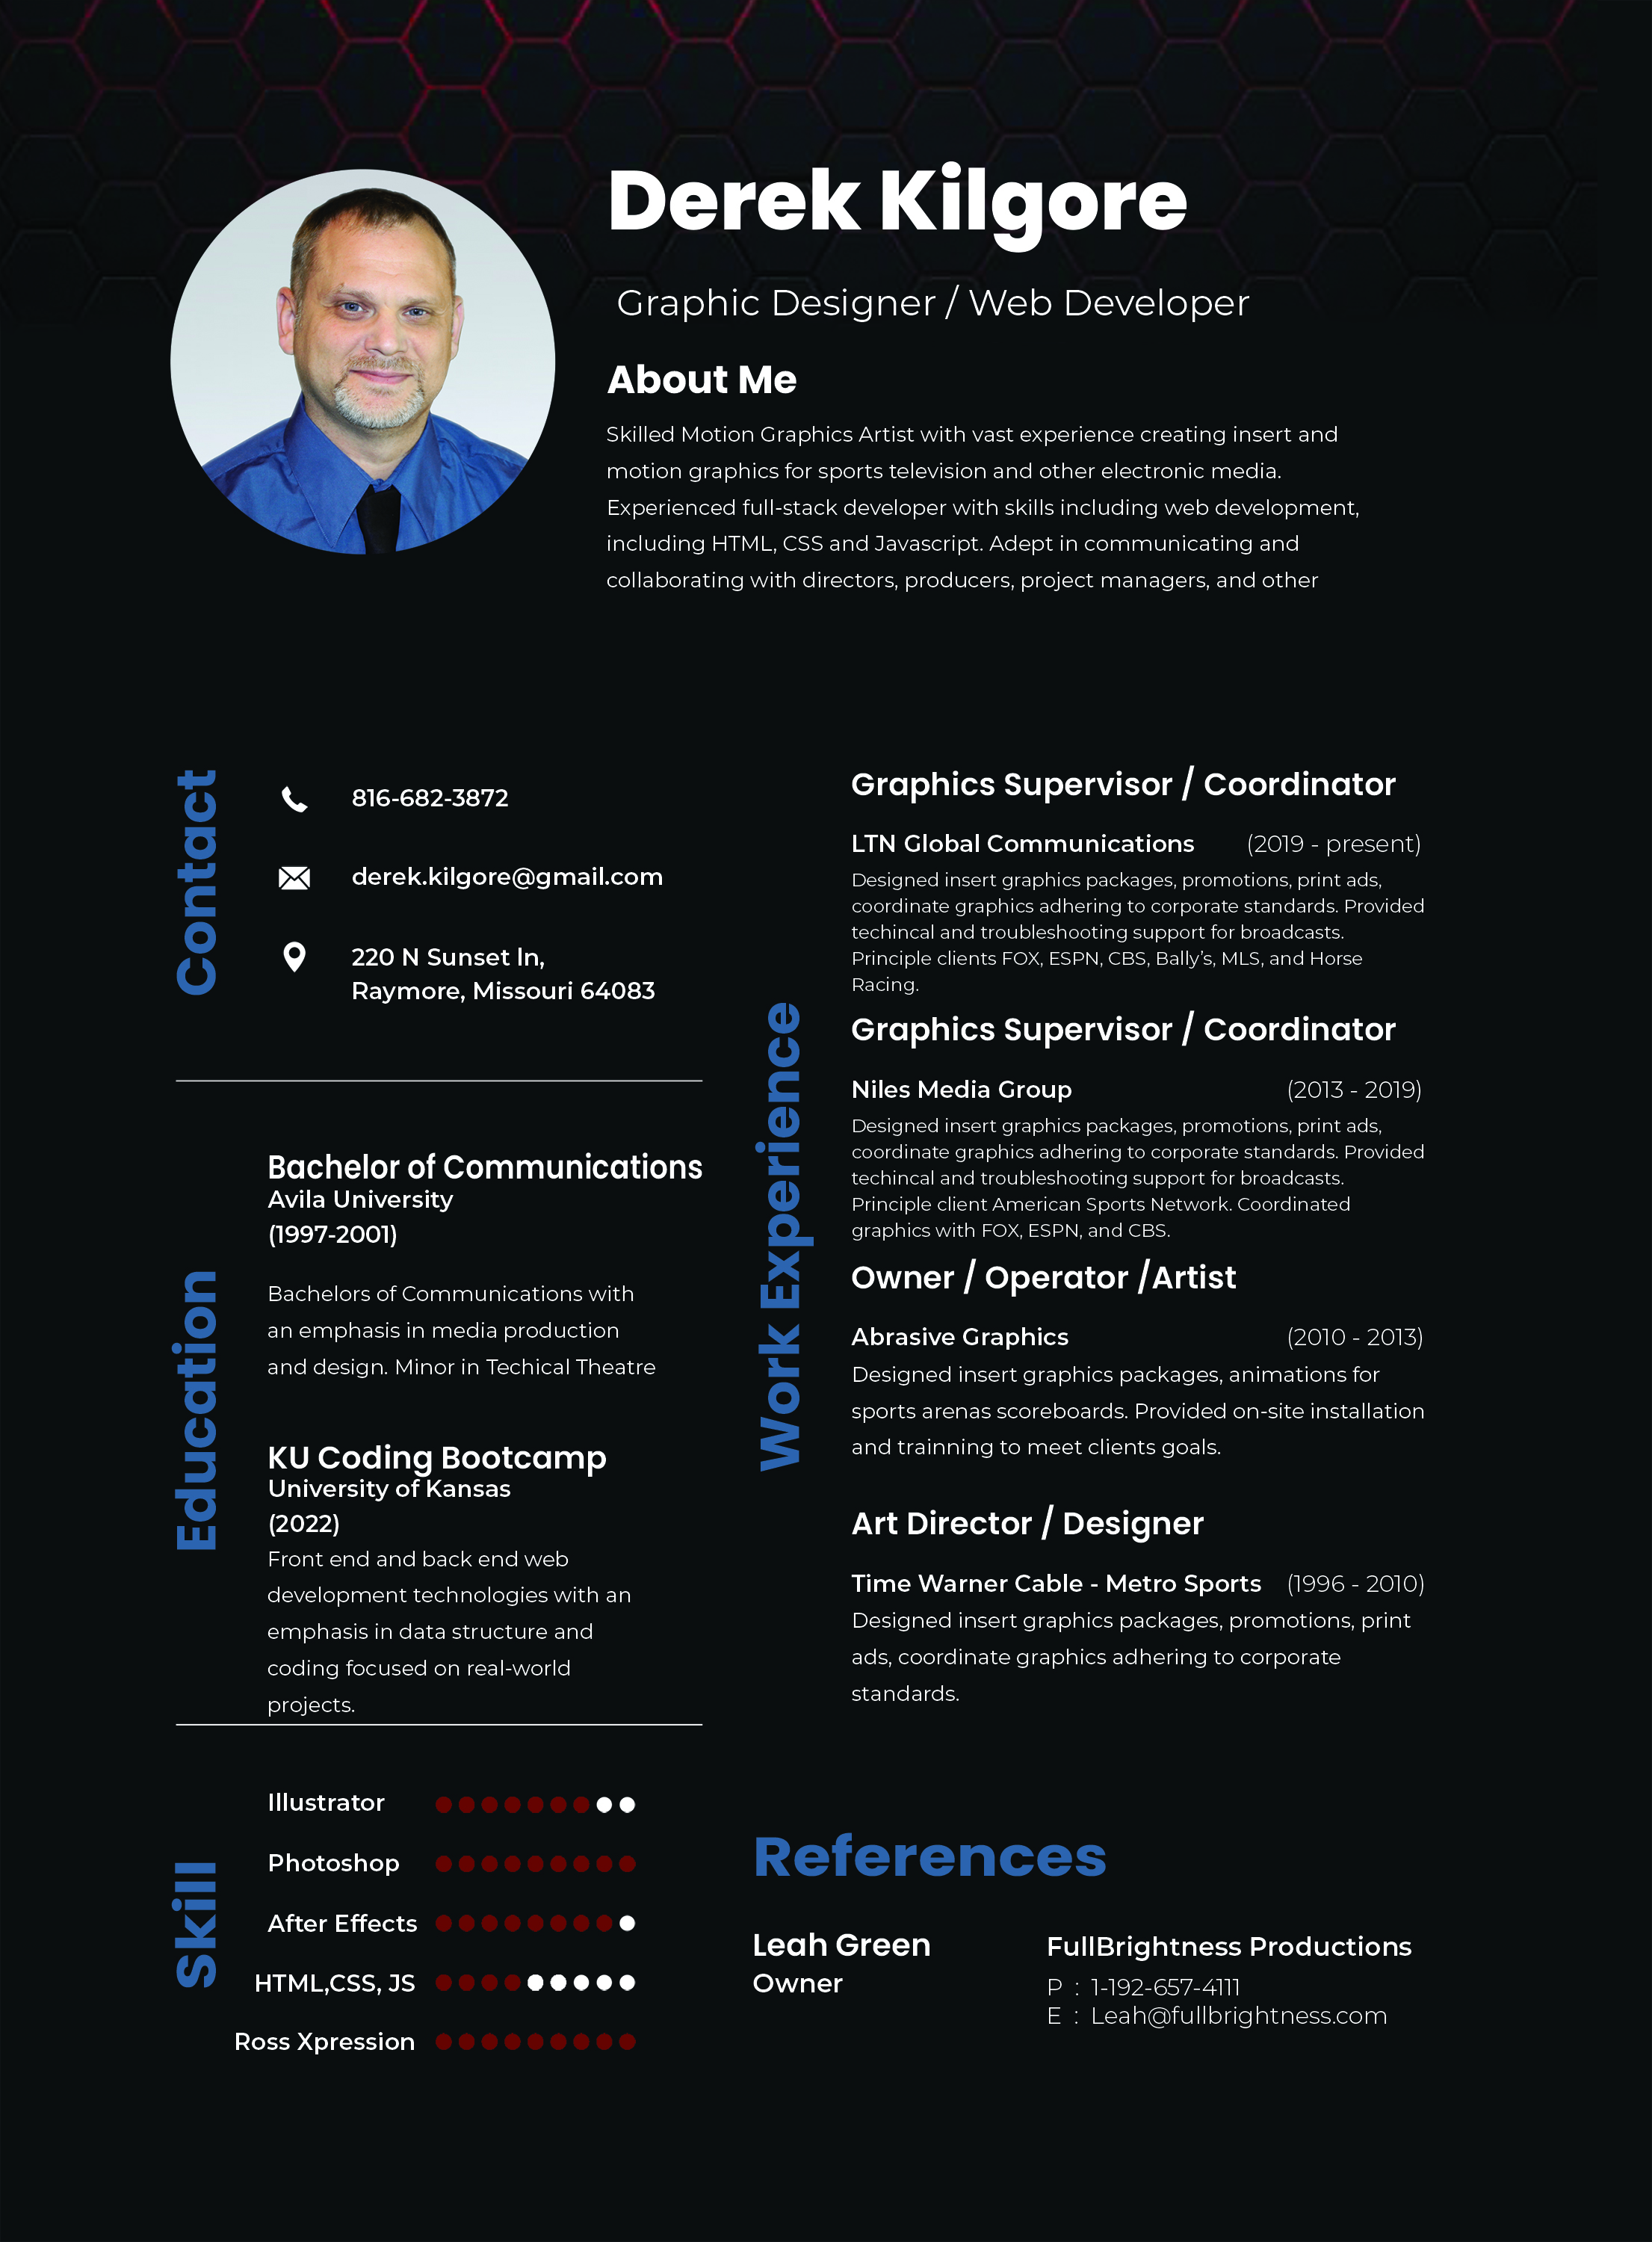 Derek Kilgore
Graphic Designer / Web Developer
About Me
Skilled Motion Graphics Artist with vast experience creating insert and
motion graphics for sports television and other electronic media.
Experienced full-stack developer with skills including web development,
including HTML, CSS and Javascript. Adept in communicating and
collaborating with directors, producers, project managers, and other
Contact
816-682-3872
derek.kilgore@gmail.com
220 N Sunset ln,
Raymore, Missouri 64083
Education
Bachelor of Communications
Avila University
(1997-2001)
Bachelors of Communications with
an emphasis in media production
and design. Minor in Techical Theatre
KU Coding Bootcamp
University of Kansas
(2022)
Front end and back end web
development technologies with an
emphasis in data structure and
coding focused on real-world
projects.
Skill
Illustrator
Photoshop
After Effects
HTML,CSS, JS
Ross Xpression
Work Experience
Graphics Supervisor / Coordinator
LTN Global Communications (2019 - present)
Designed insert graphics packages, promotions, print ads,
coordinate graphics adhering to corporate standards. Provided
techincal and troubleshooting support for broadcasts.
Principle clients FOX, ESPN, CBS, Bally's, MLS, and Horse
Racing.
Graphics Supervisor / Coordinator
Niles Media Group (2013 - 2019)
Designed insert graphics packages, promotions, print ads,
coordinate graphics adhering to corporate standards. Provided
techincal and troubleshooting support for broadcasts.
Principle client American Sports Network. Coordinated
graphics with FOX, ESPN, and CBS.
Owner / Operator /Artist
Abrasive Graphics (2010 - 2013)
Designed insert graphics packages, animations for
sports arenas scoreboards. Provided on-site installation
and trainning to meet clients goals.
Art Director / Designer
Time Warner Cable - Metro Sports (1996 - 2010)
Designed insert graphics packages, promotions, print
ads, coordinate graphics adhering to corporate
standards.
References
Leah Green
Owner
FullBrightness Productions
P : 1-192-657-4111
E : Leah@fullbrightness.com